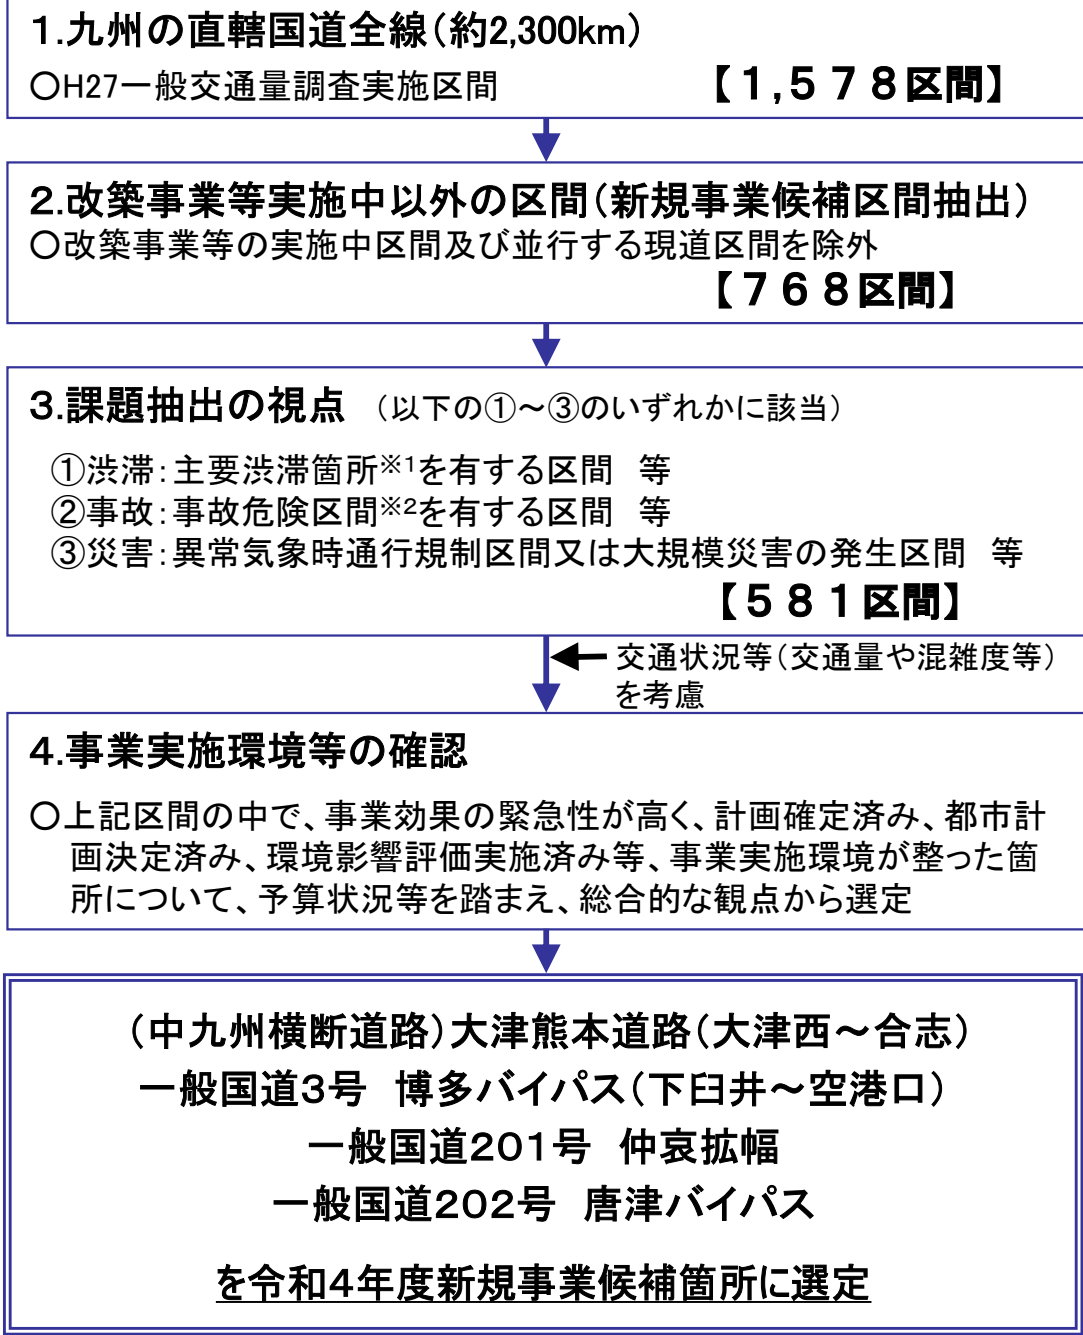 1.九州の直轄国道全線(約2,300km)
○H27一般交通量調査実施区間 【1,578区間】
2.改築事業等実施中以外の区間(新規事業候補区間抽出)
○改築事業等の実施中区間及び並行する現道区間を除外
【768区間】
3.課題抽出の視点 (以下の①～③のいずれかに該当)
①渋滞:主要渋滞箇所※1を有する区間 等
②事故:事故危険区間※2を有する区間 等
③災害:異常気象時通行規制区間又は大規模災害の発生区間 等
【581区間】
交通状況等(交通量や混雑度等)
を考慮
4.事業実施環境等の確認
○上記区間の中で、事業効果の緊急性が高く、計画確定済み、都市計
画決定済み、環境影響評価実施済み等、事業実施環境が整った箇
所について、予算状況等を踏まえ、総合的な観点から選定
(中九州横断道路)大津熊本道路(大津西～合志)
一般国道3号 博多バイパス(下臼井～空港口)
一般国道201号 仲哀拡幅
一般国道202号 唐津バイパス
を令和4年度新規事業候補箇所に選定